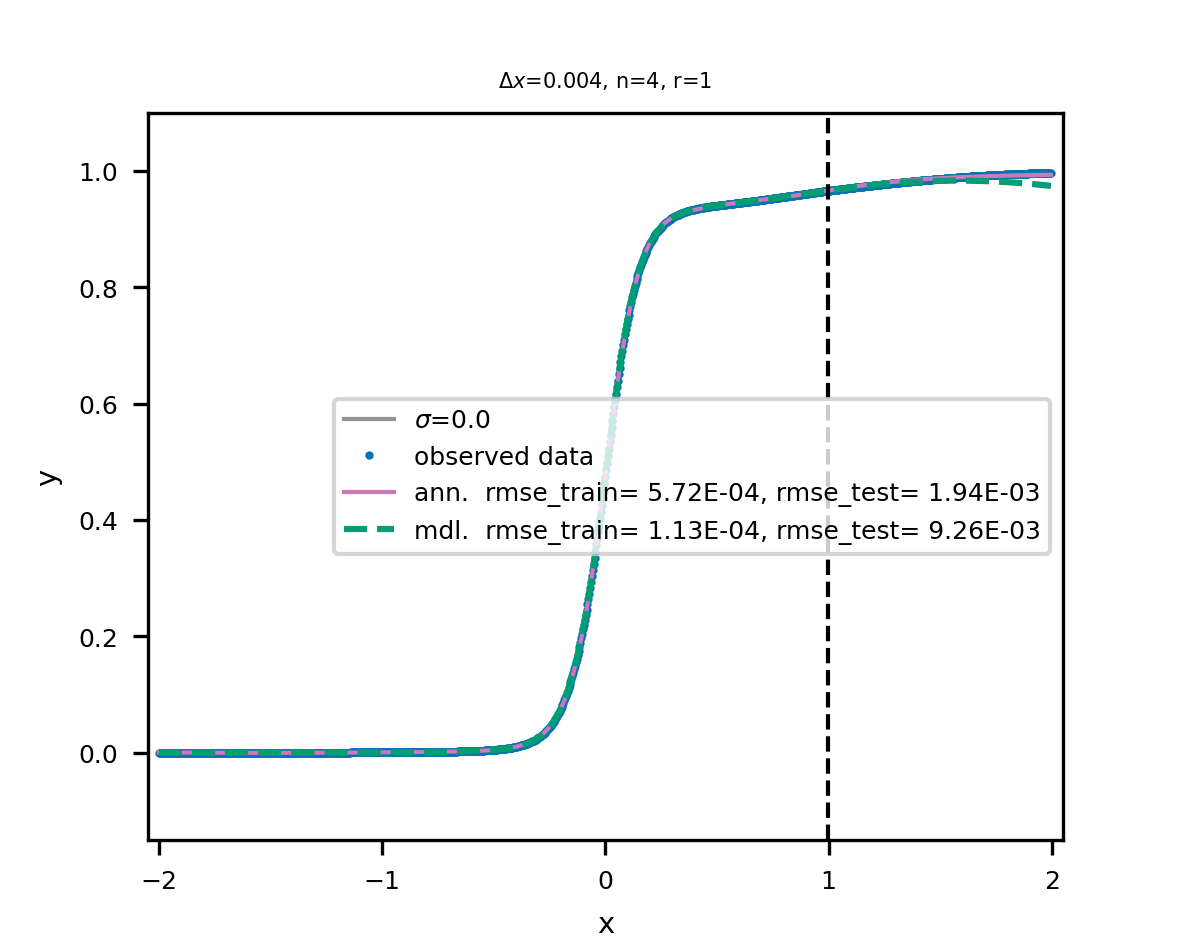 Δx=0.004, n=4, r=1
1.0
0.8
0.6
0.4
0.2
0.0
y
σ=0.0
observed data
ann. rmse_train= 5.72E-04, rmse_test= 1.94E-03
mdl. rmse_train= 1.13E-04, rmse_test= 9.26E-03
−2 −1 0 1 2
x